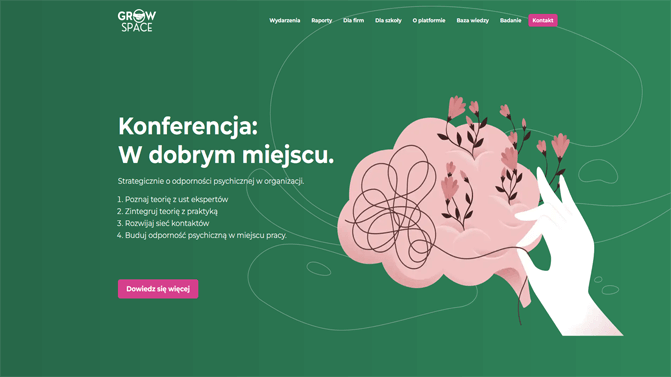 GROW
SPACE
Wydarzenia Raporty Dla firm Dla szkoły O platformie Baza wiedzy Badanie Kontakt
Konferencja:
W dobrym miejscu.
Strategicznie o odporności psychicznej w organizacji.
1. Poznaj teorię z ust ekspertów
2. Zintegruj teorię z praktyką
3. Rozwijaj sieć kontaktów
4. Buduj odporność psychiczną w miejscu pracy.
Dowiedz się więcej